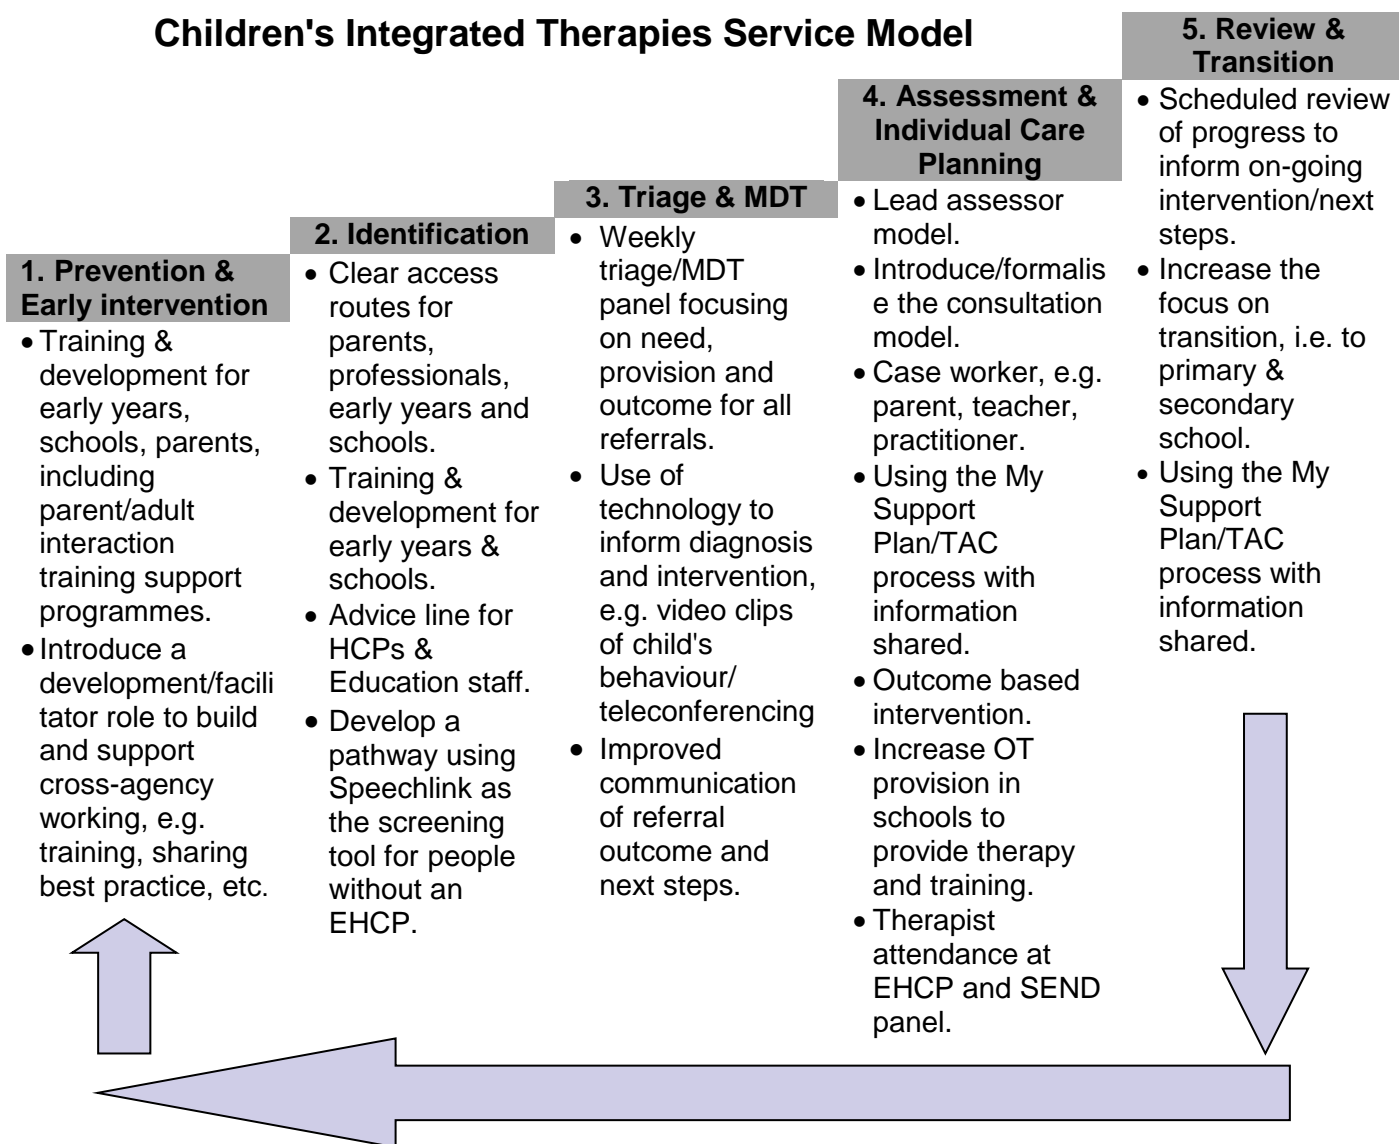 Children's Integrated Therapies Service Model
1. Prevention &
Early intervention
• Training &
development for
early years,
schools, parents,
including
parent/adult
interaction
training support
programmes.
• Introduce a
development/facili
tator role to build
and support
cross-agency
working, e.g.
training, sharing
best practice, etc.
2. Identification
• Clear access
routes for
parents,
professionals,
early years and
schools.
• Training &
development for
early years &
schools.
• Advice line for
HCPs &
Education staff.
• Develop a
pathway using
Speechlink as
the screening
tool for people
without an
EHCP.
3. Triage & MDT
• Weekly
triage/MDT
panel focusing
on need,
provision and
outcome for all
referrals.
• Use of
technology to
inform diagnosis
and intervention,
e.g. video clips
of child's
behaviour/
teleconferencing
• Improved
communication
of referral
outcome and
next steps.
4. Assessment &
Individual Care
Planning
• Lead assessor
model.
• Introduce/formalis
e the consultation
model.
• Case worker, e.g.
parent, teacher,
practitioner.
• Using the My
Support
Plan/TAC
process with
information
shared.
• Outcome based
intervention.
• Increase OT
provision in
schools to
provide therapy
and training.
• Therapist
attendance at
EHCP and SEND
panel.
5. Review &
Transition
• Scheduled review
of progress to
inform on-going
intervention/next
steps.
• Increase the
focus on
transition, i.e. to
primary &
secondary
school.
• Using the My
Support
Plan/TAC
process with
information
shared.